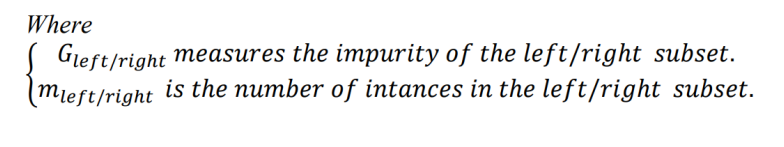 Where
{ G_left/right measures the impurity of the left/right subset.
m_left/right is the number of intances in the left/right subset.